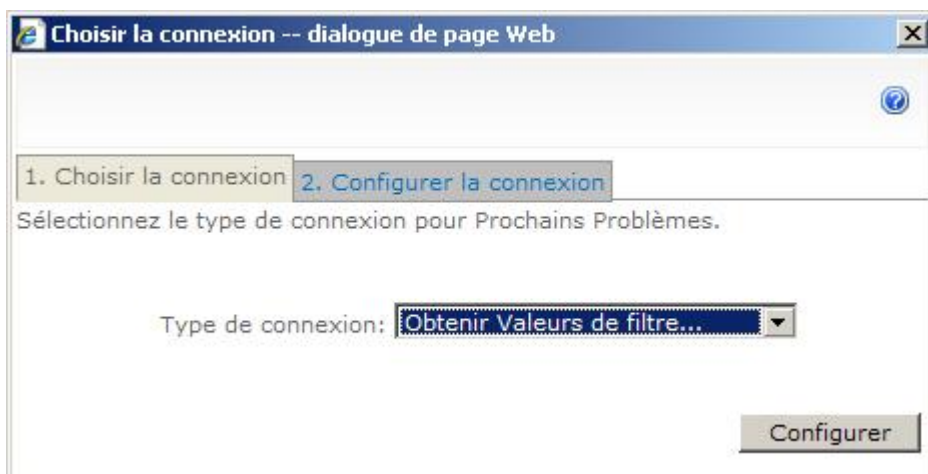 Choisir la connexion -- dialogue de page Web
1. Choisir la connexion 2. Configurer la connexion
Sélectionnez le type de connexion pour Prochains Problèmes.
Type de connexion: Obtenir Valeurs de filtre...
Configurer